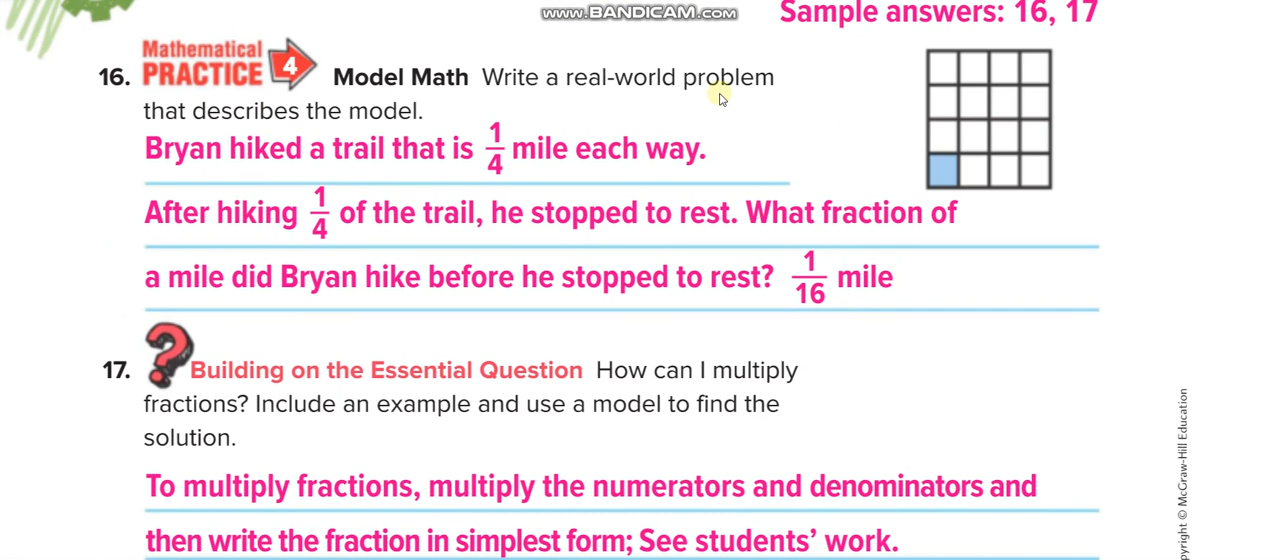 www.BANDICAM.com
Sample answers: 16, 17
Mathematical
16. PRACTICE 4 Model Math Write a real-world problem
that describes the model.
Bryan hiked a trail that is 1/4 mile each way.
After hiking 1/4 of the trail, he stopped to rest. What fraction of
a mile did Bryan hike before he stopped to rest? 1/16 mile
17. Building on the Essential Question How can I multiply
fractions? Include an example and use a model to find the
solution.
To multiply fractions, multiply the numerators and denominators and
then write the fraction in simplest form; See students' work.
pyright © McGraw-Hill Education